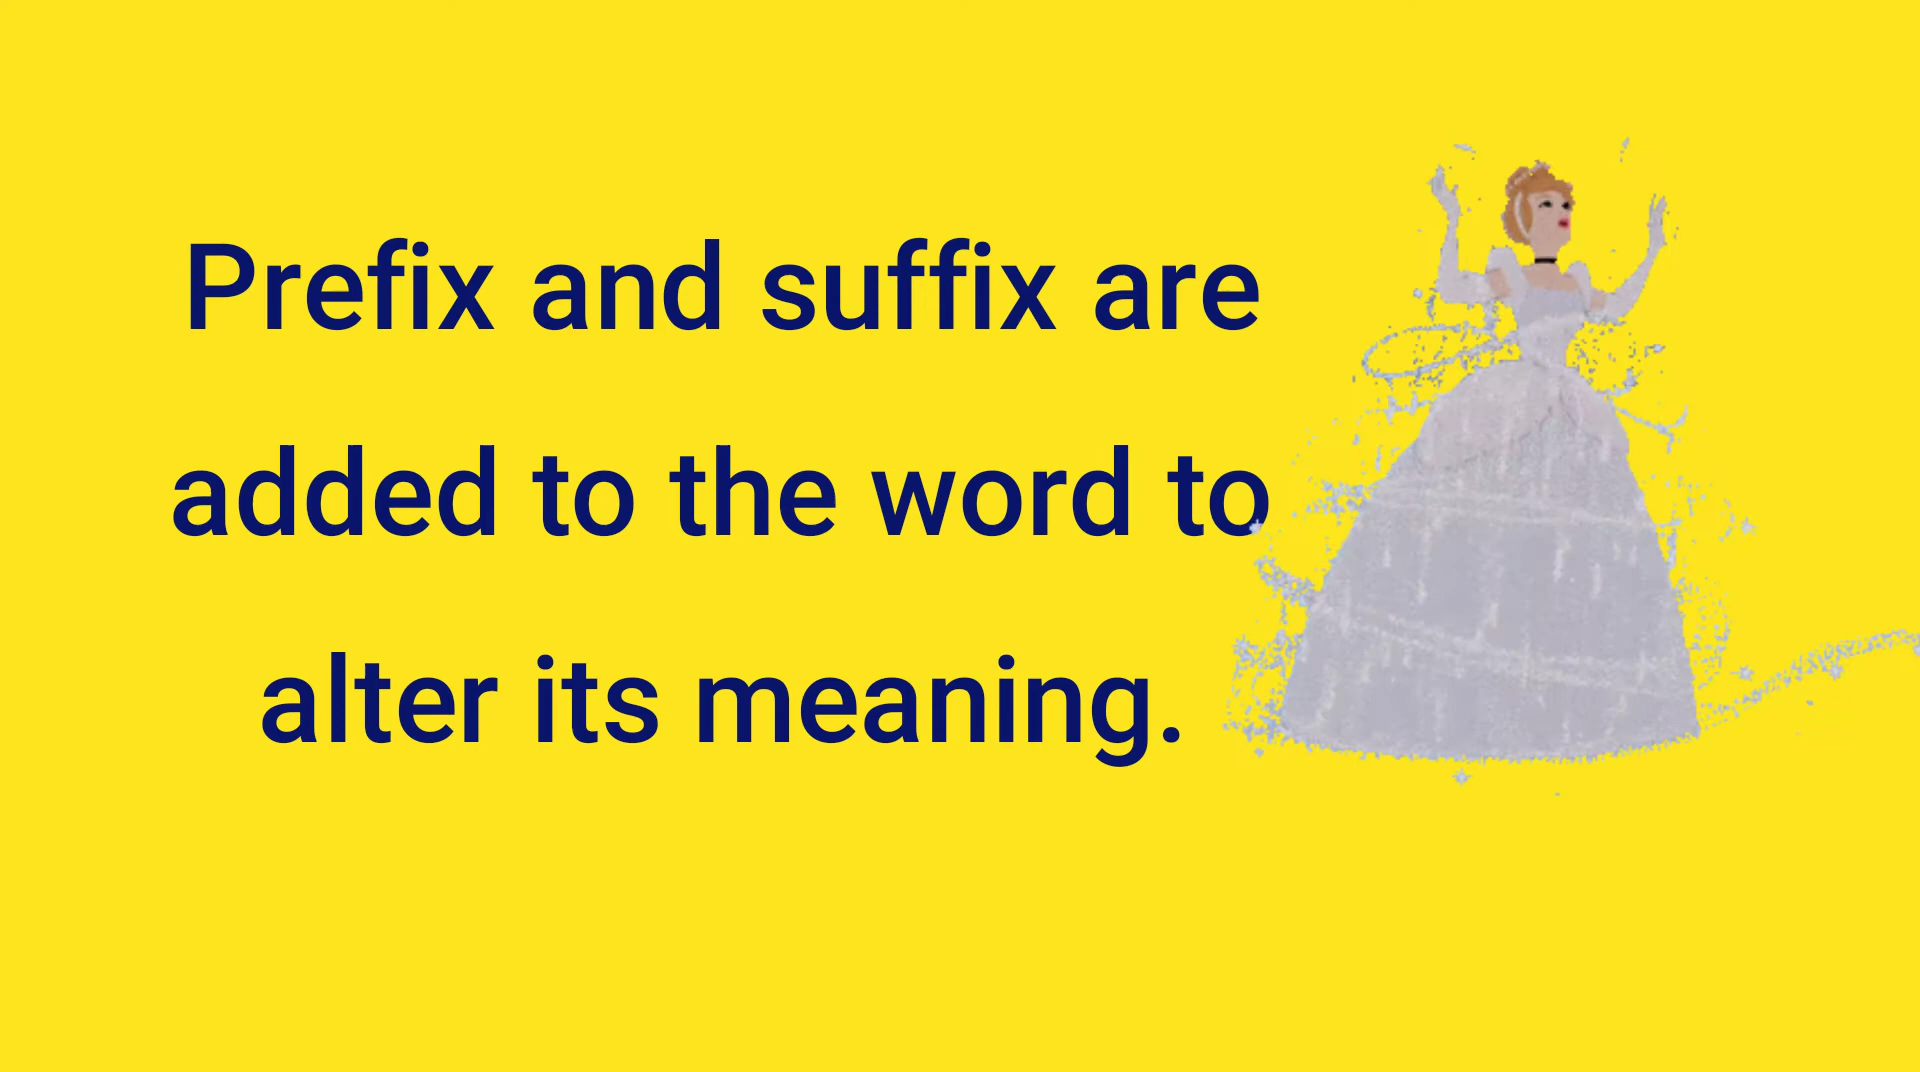 Prefix and suffix are
added to the word to
alter its meaning.